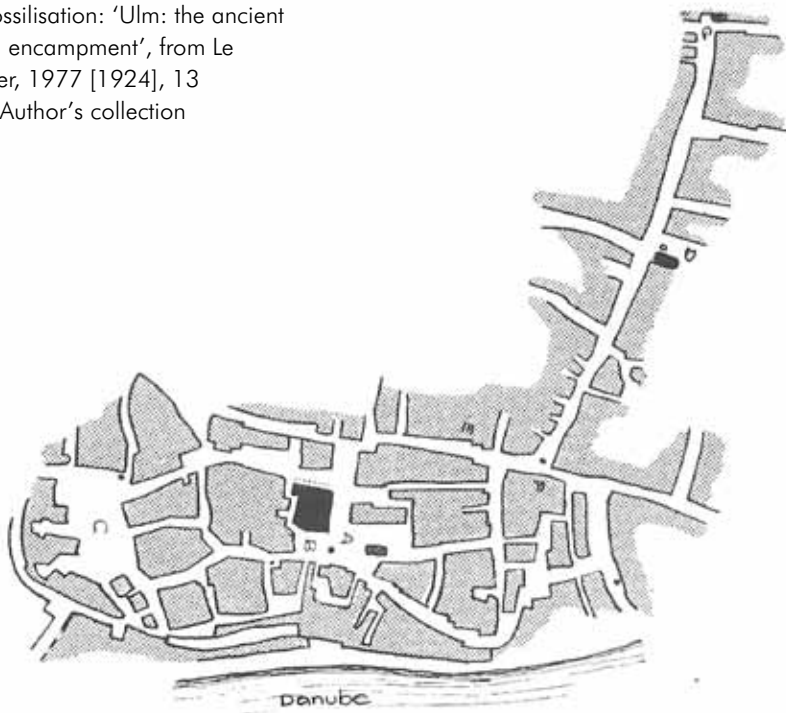 ossilisation: ‘Ulm: the ancient
encampment’, from Le
er, 1977 [1924], 13
Author’s collection
G
D
C
A
B
Danube